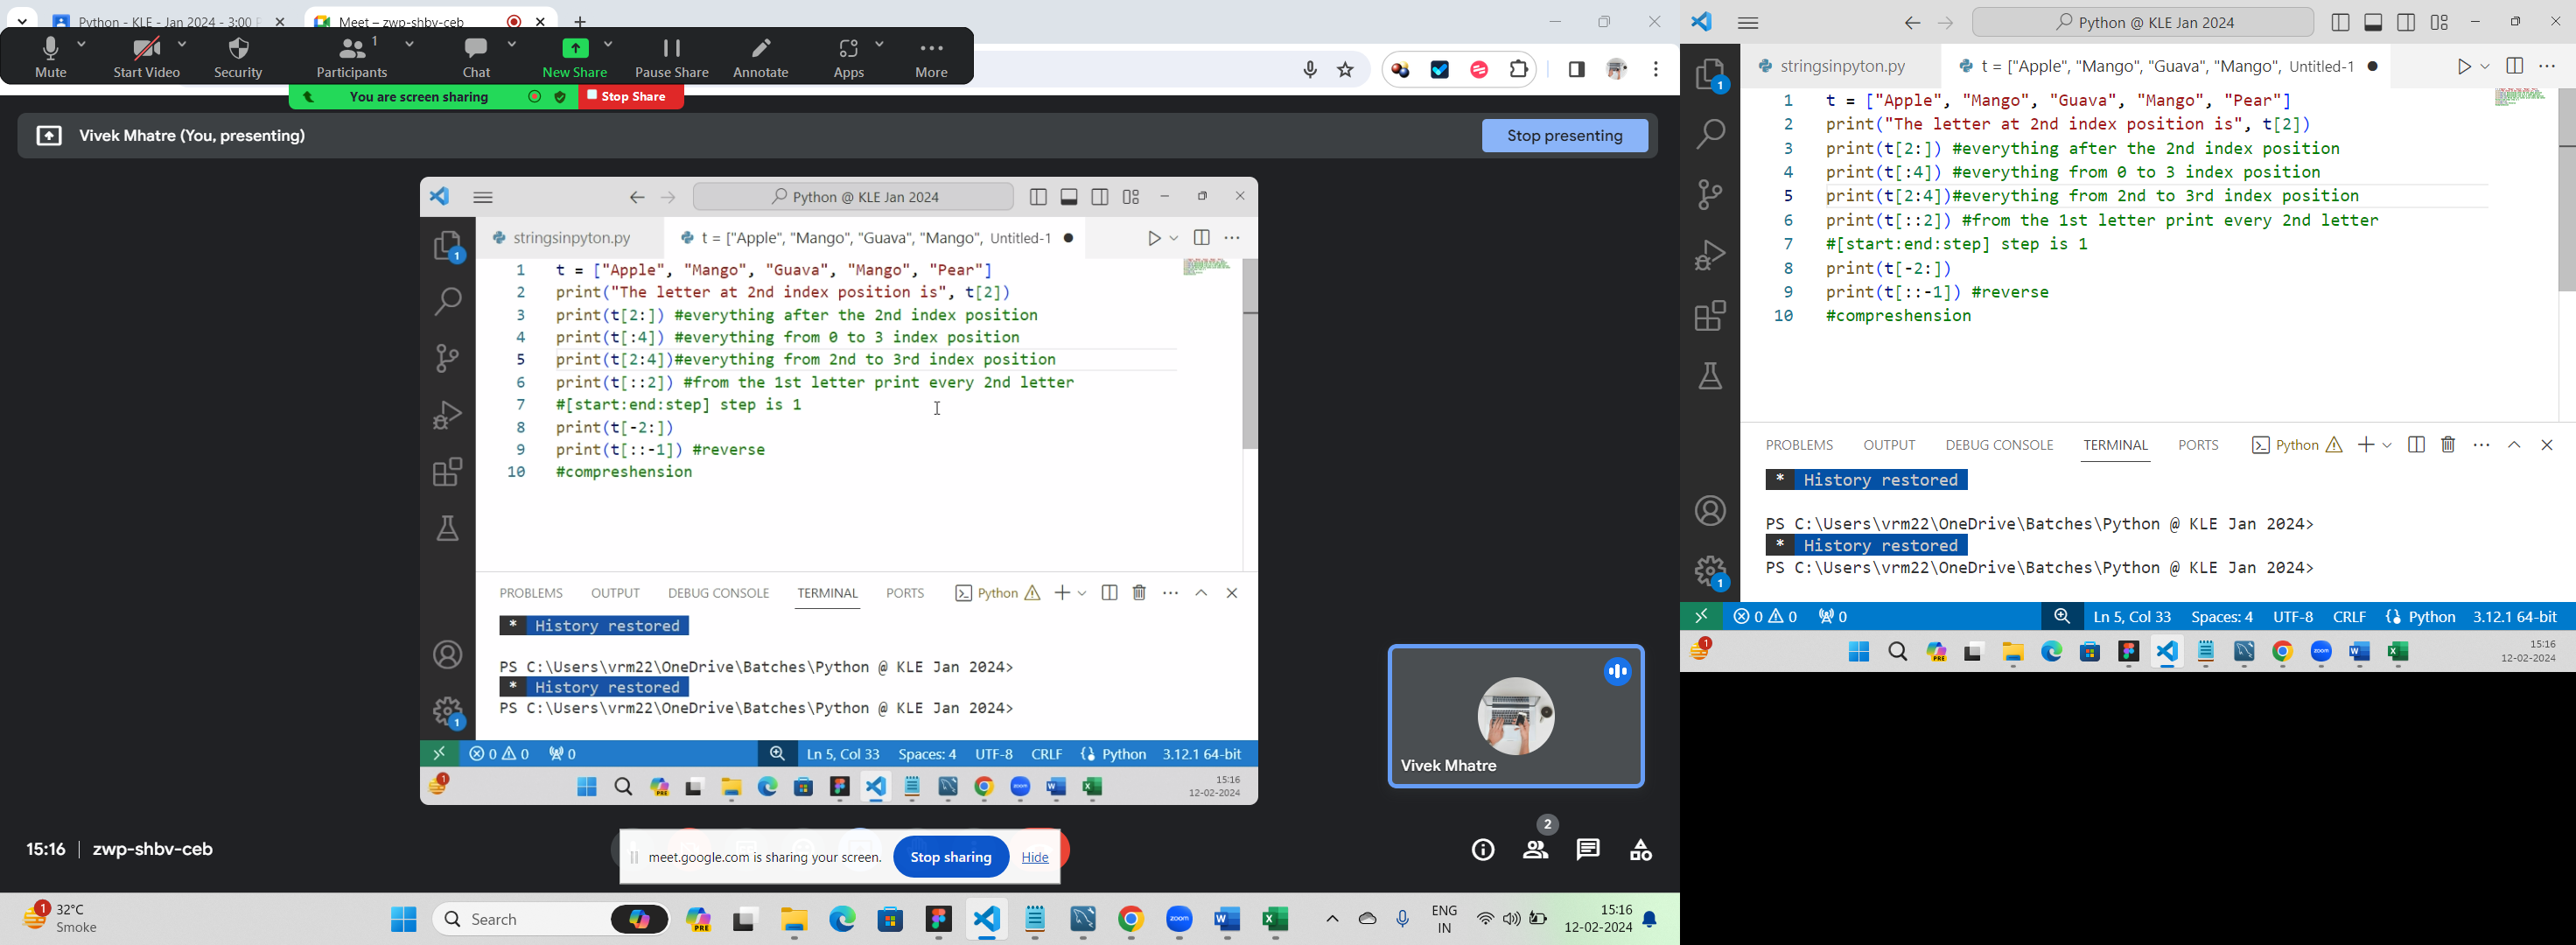 Python - KLE - Jan 2024 - 3:00
Meet – zwp-shbv-ceb
Mute
Start Video
Security
Participants
1
Chat
New Share
Pause Share
Annotate
Apps
More
You are screen sharing
Stop Share
Vivek Mhatre (You, presenting)
Stop presenting
Python @ KLE Jan 2024
stringsinpyton.py
t = ["Apple", "Mango", "Guava", "Mango", Untitled-1
1 t = ["Apple", "Mango", "Guava", "Mango", "Pear"]
2 print("The letter at 2nd index position is", t[2])
3 print(t[2:]) #everything after the 2nd index position
4 print(t[:4]) #everything from 0 to 3 index position
5 print(t[2:4])#everything from 2nd to 3rd index position
6 print(t[::2]) #from the 1st letter print every 2nd letter
7 #[start:end:step] step is 1
8 print(t[-2:])
9 print(t[::-1]) #reverse
10 #compreshension
1
PROBLEMS OUTPUT DEBUG CONSOLE TERMINAL PORTS Python
* History restored
PS C:\Users\vrm22\OneDrive\Batches\Python @ KLE Jan 2024>
* History restored
PS C:\Users\vrm22\OneDrive\Batches\Python @ KLE Jan 2024>
1
0 0 0 Ln 5, Col 33 Spaces: 4 UTF-8 CRLF Python 3.12.1 64-bit
1
PRE
zoom
15:16
12-02-2024
Vivek Mhatre
15:16 | zwp-shbv-ceb
meet.google.com is sharing your screen.
Stop sharing
Hide
2
1
32°C
Smoke
Search
PRE
zoom
ENG
IN
15:16
12-02-2024
Python @ KLE Jan 2024
stringsinpyton.py
t = ["Apple", "Mango", "Guava", "Mango", Untitled-1
1 t = ["Apple", "Mango", "Guava", "Mango", "Pear"]
2 print("The letter at 2nd index position is", t[2])
3 print(t[2:]) #everything after the 2nd index position
4 print(t[:4]) #everything from 0 to 3 index position
5 print(t[2:4])#everything from 2nd to 3rd index position
6 print(t[::2]) #from the 1st letter print every 2nd letter
7 #[start:end:step] step is 1
8 print(t[-2:])
9 print(t[::-1]) #reverse
10 #compreshension
1
PROBLEMS OUTPUT DEBUG CONSOLE TERMINAL PORTS Python
* History restored
PS C:\Users\vrm22\OneDrive\Batches\Python @ KLE Jan 2024>
* History restored
PS C:\Users\vrm22\OneDrive\Batches\Python @ KLE Jan 2024>
1
0 0 0 Ln 5, Col 33 Spaces: 4 UTF-8 CRLF Python 3.12.1 64-bit
1
PRE
zoom
15:16
12-02-2024